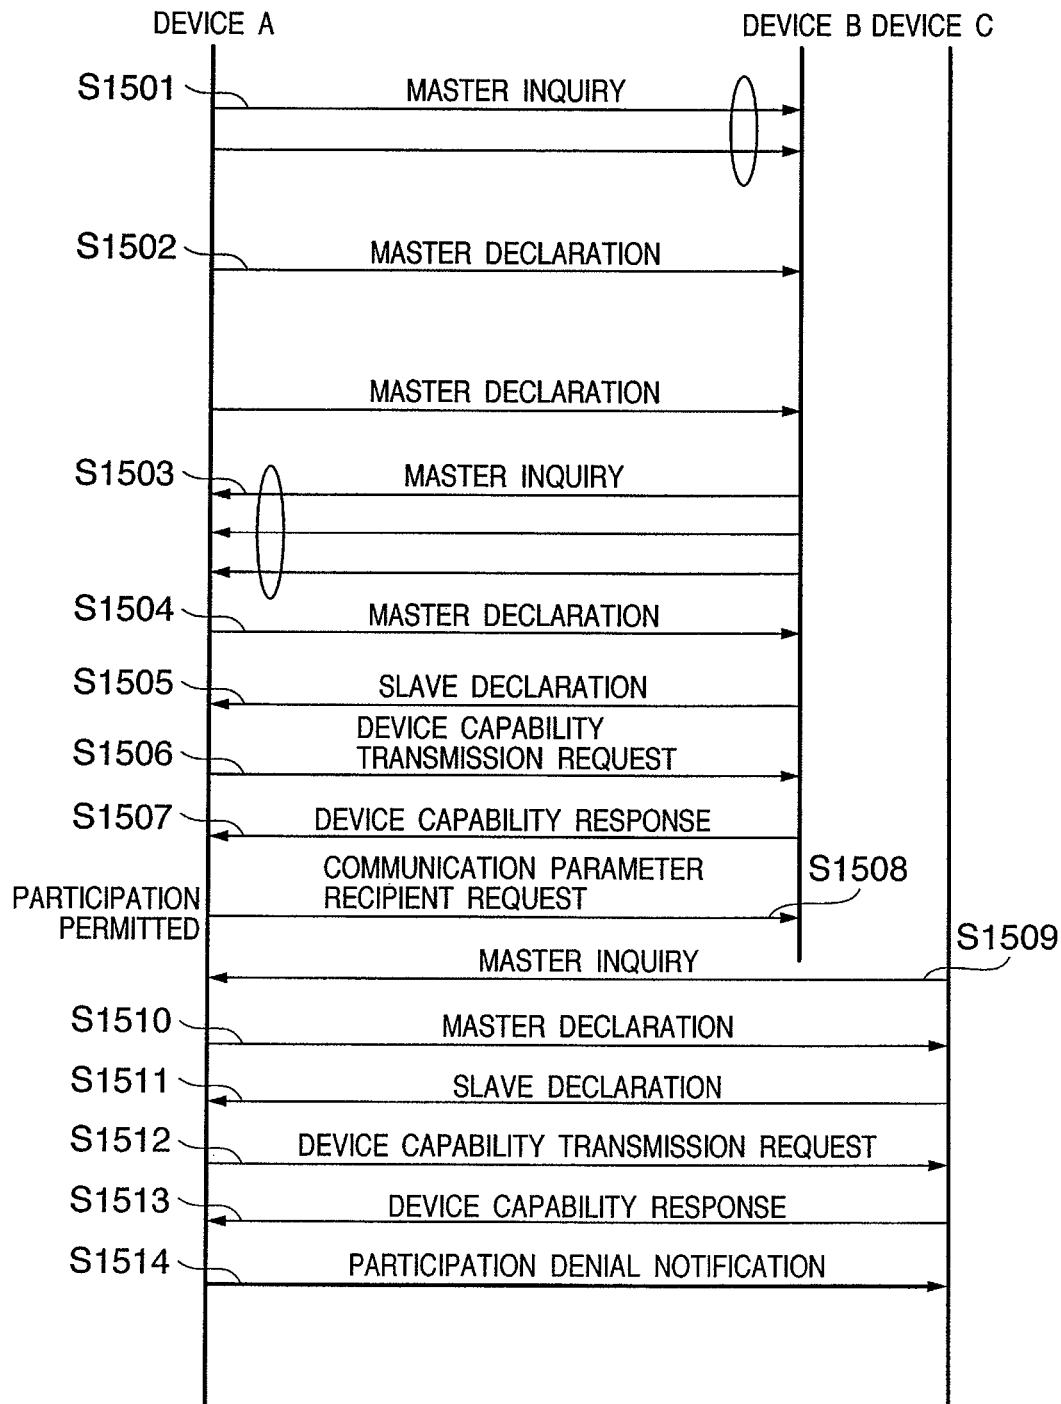 DEVICE A
DEVICE B
DEVICE C
S1501
MASTER INQUIRY
S1502
MASTER DECLARATION
MASTER DECLARATION
S1503
MASTER INQUIRY
S1504
MASTER DECLARATION
S1505
SLAVE DECLARATION
DEVICE CAPABILITY
TRANSMISSION REQUEST
S1506
S1507
DEVICE CAPABILITY RESPONSE
COMMUNICATION PARAMETER
RECIPIENT REQUEST
S1508
PARTICIPATION
PERMITTED
S1509
MASTER INQUIRY
S1510
MASTER DECLARATION
S1511
SLAVE DECLARATION
S1512
DEVICE CAPABILITY TRANSMISSION REQUEST
S1513
DEVICE CAPABILITY RESPONSE
S1514
PARTICIPATION DENIAL NOTIFICATION